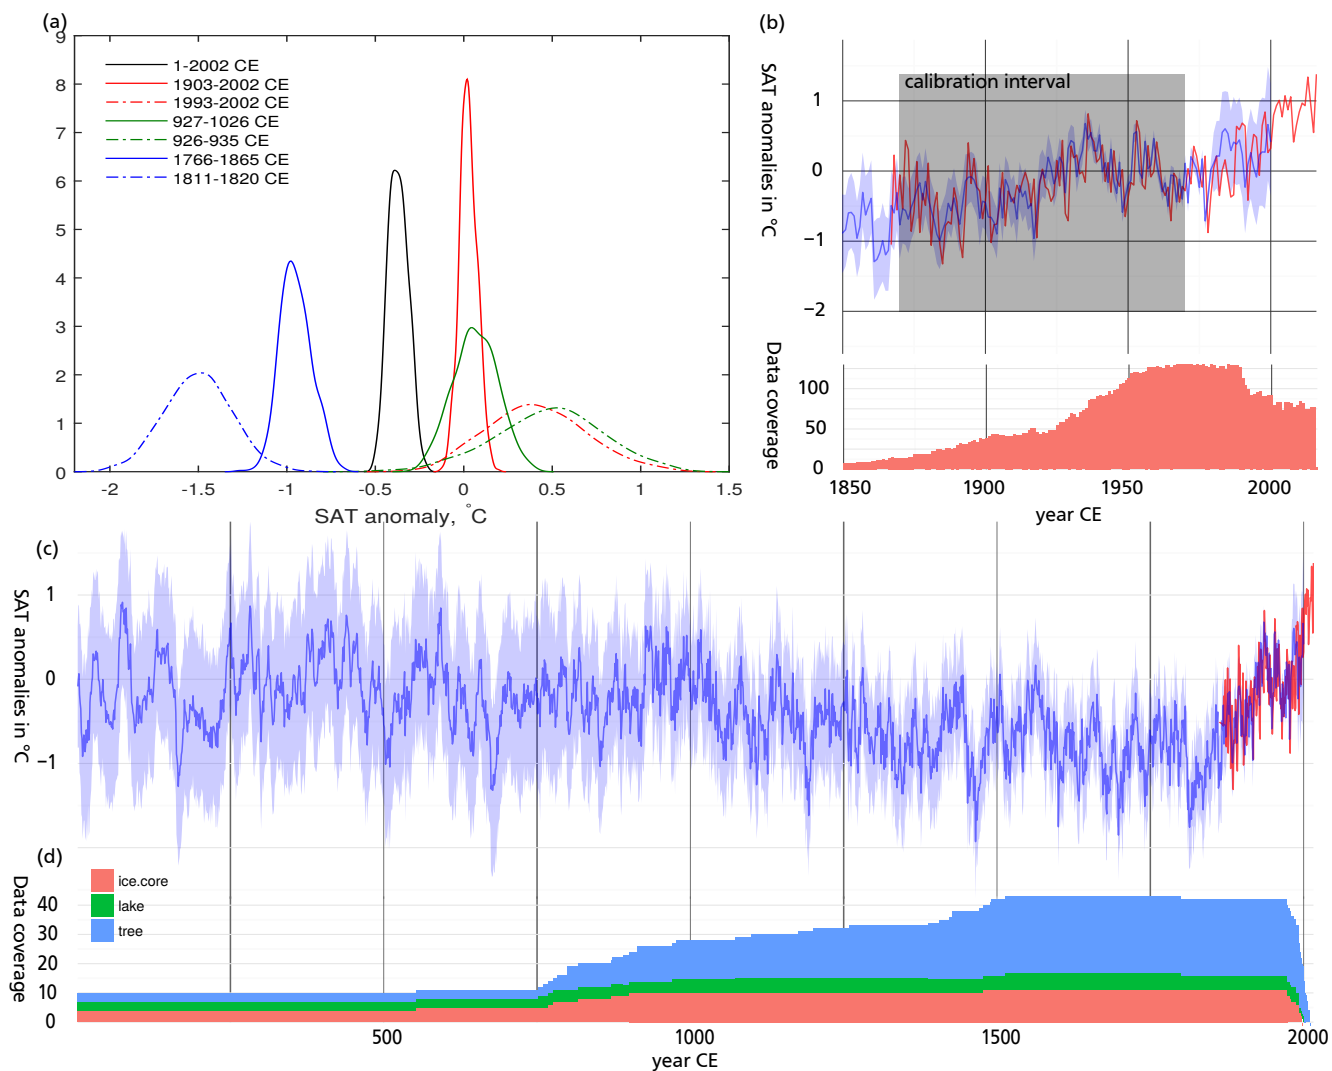 (a)
9
8
7
6
5
4
3
2
1
0
1-2002 CE
1903-2002 CE
1993-2002 CE
927-1026 CE
926-935 CE
1766-1865 CE
1811-1820 CE
-2 -1.5 -1 -0.5 0 0.5 1 1.5
SAT anomaly, °C
(b)
calibration interval
SAT anomalies in °C
1
0
−1
−2
Data coverage
100
50
0
1850 1900 1950 2000
year CE
(c)
SAT anomalies in °C
1
0
−1
(d)
ice.core
lake
tree
Data coverage
40
30
20
10
0
500 1000 1500 2000
year CE